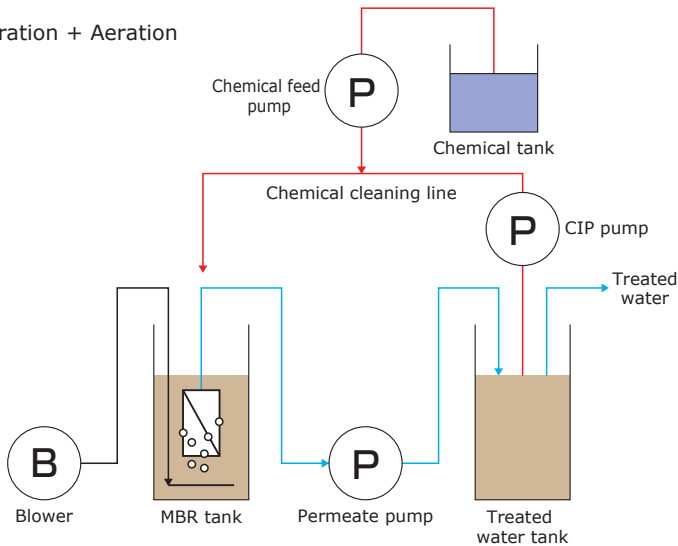 ration + Aeration
Chemical feed
pump
P
Chemical tank
Chemical cleaning line
P
CIP pump
Treated
water
B
P
Blower
MBR tank
Permeate pump
Treated
water tank